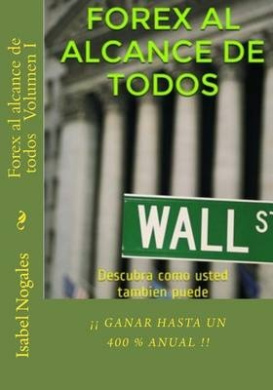 FOREX AL
ALCANCE DE
TODOS
WALL ST
Descubra como usted
tambien puede
¡¡ GANAR HASTA UN
400 % ANUAL !!
Forex al alcance de
todos Volumen I
Isabel Nogales